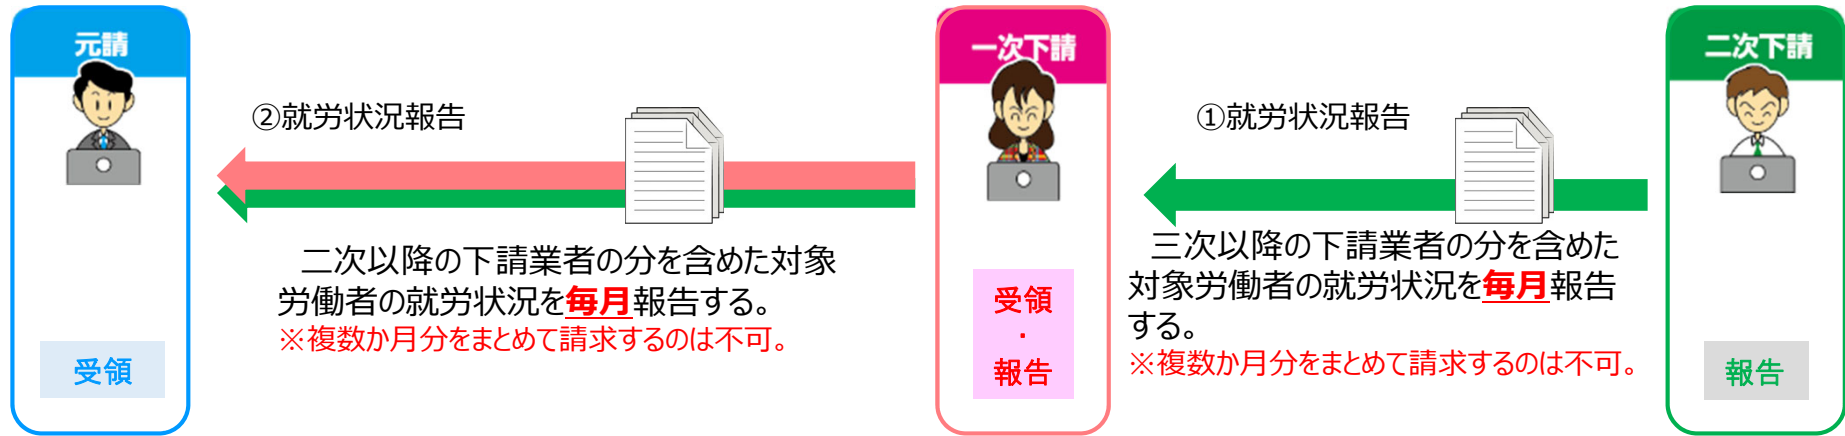 元請
②就労状況報告
二次以降の下請業者の分を含めた対象
労働者の就労状況を毎月報告する。
※複数か月分をまとめて請求するのは不可。
受領
一次下請
受領
・
報告
①就労状況報告
三次以降の下請業者の分を含めた
対象労働者の就労状況を毎月報告
する。
※複数か月分をまとめて請求するのは不可。
二次下請
報告